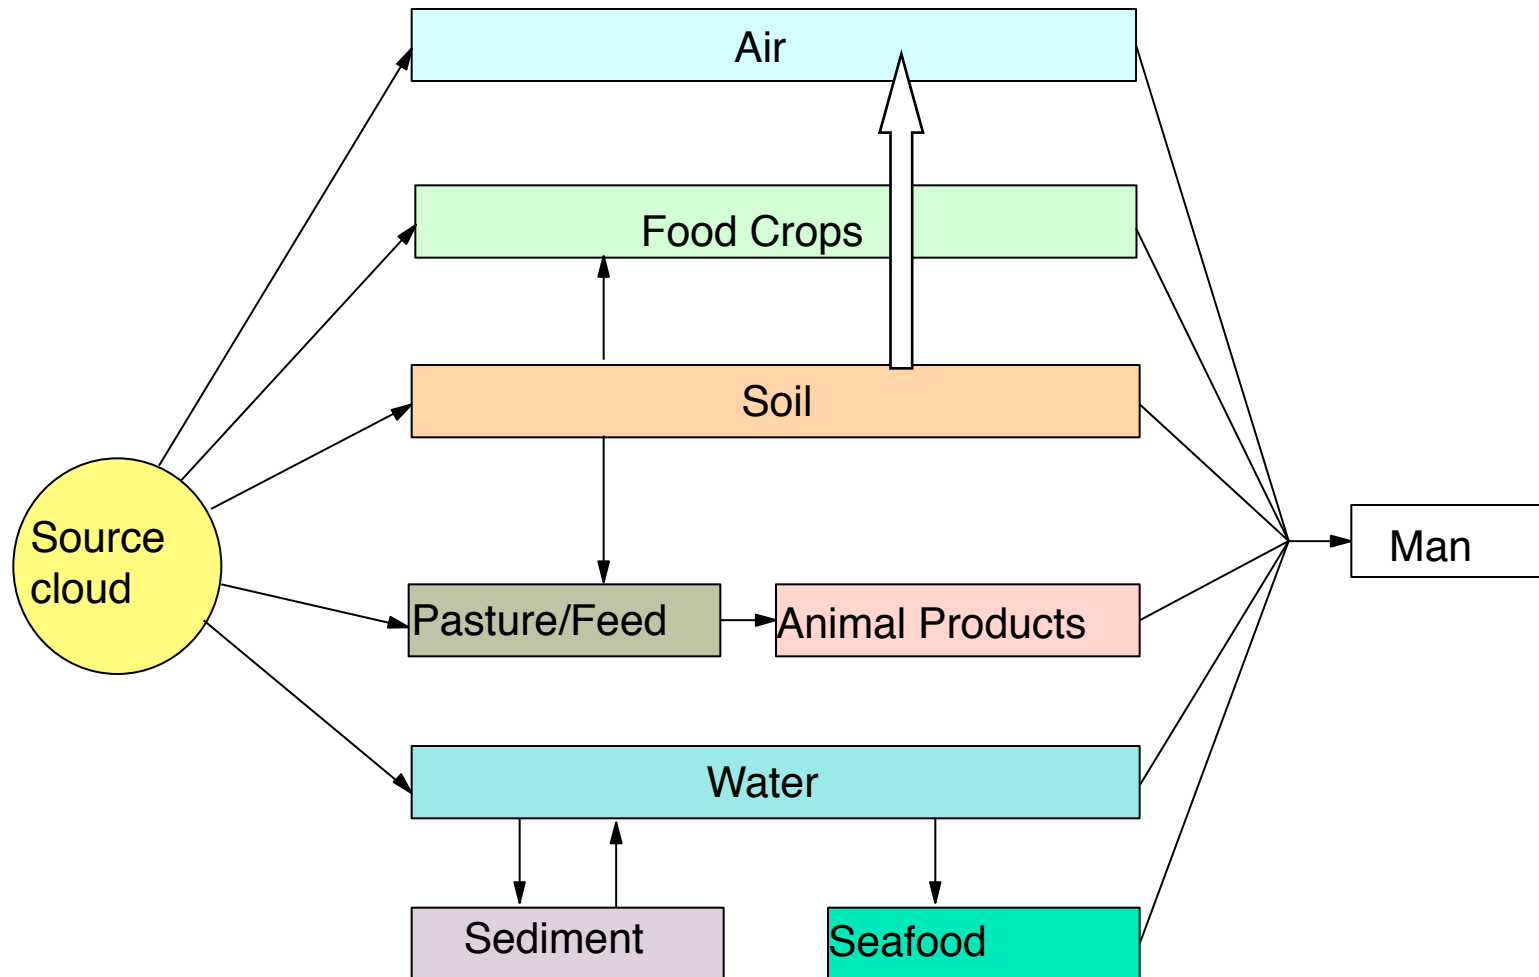 Air
Food Crops
Soil
Source
cloud
Man
Pasture/Feed
Animal Products
Water
Sediment
Seafood